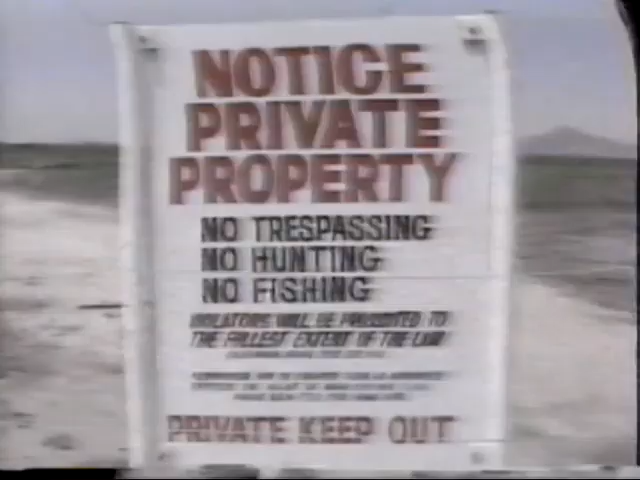 NOTICE
PRIVATE
PROPERTY
NO TRESPASSING
NO HUNTING
NO FISHING
VIOLATORS WILL BE PROSECUTED TO
THE FULLEST EXTENT OF THE LAW
PRIVATE KEEP OUT